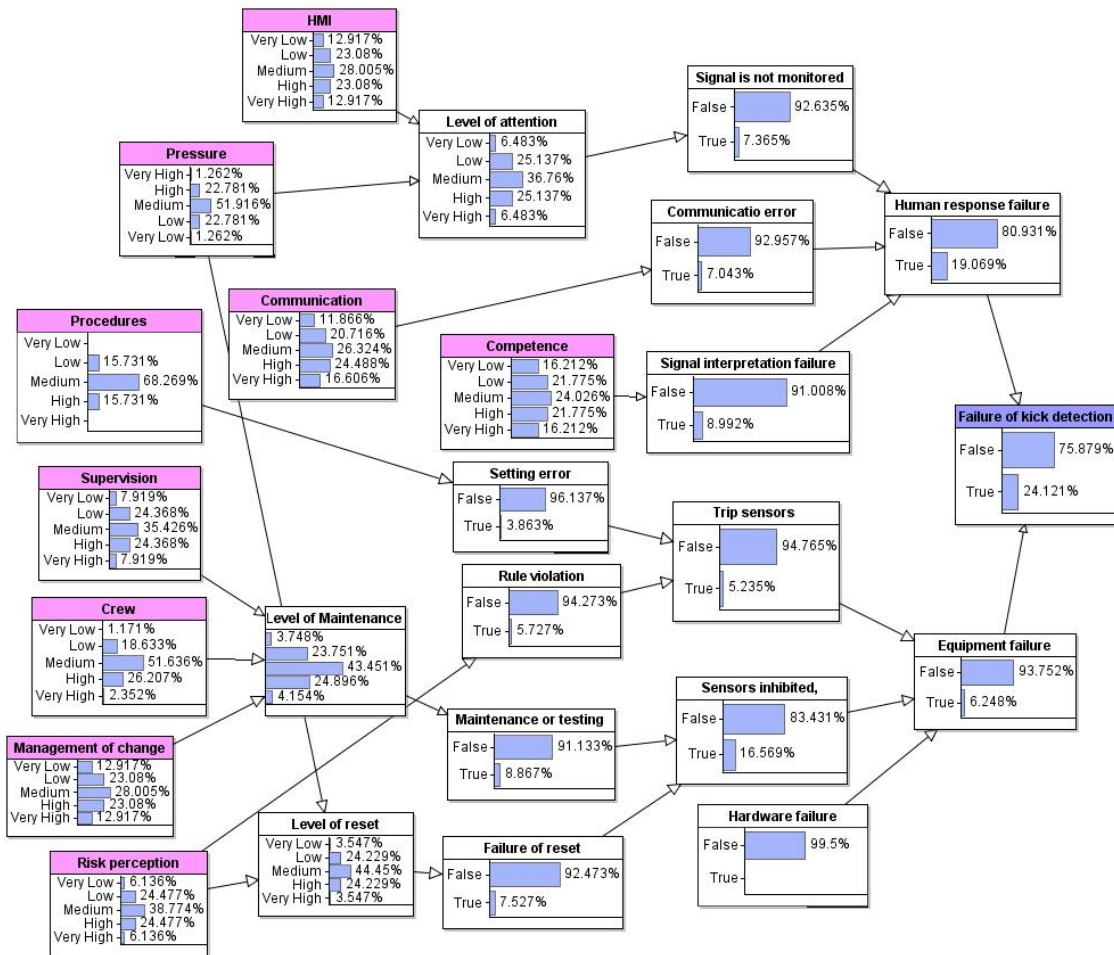 HMI
Very Low 12.917%
Low 23.08%
Medium 28.005%
High 23.08%
Very High 12.917%
Signal is not monitored
False 92.635%
True 7.365%
Level of attention
Very Low 6.483%
Low 25.137%
Medium 36.76%
High 25.137%
Very High 6.483%
Pressure
Very High 1.262%
High 22.781%
Medium 51.916%
Low 22.781%
Very Low 1.262%
Communicatio error
False 92.957%
True 7.043%
Human response failure
False 80.931%
True 19.069%
Communication
Very Low 11.866%
Low 20.716%
Medium 26.324%
High 24.488%
Very High 16.606%
Procedures
Very Low
Low 15.731%
Medium 68.269%
High 15.731%
Very High
Competence
Very Low 16.212%
Low 21.775%
Medium 24.026%
High 21.775%
Very High 16.212%
Signal interpretation failure
False 91.008%
True 8.992%
Failure of kick detection
False 75.879%
True 24.121%
Supervision
Very Low 7.919%
Low 24.368%
Medium 35.426%
High 24.368%
Very High 7.919%
Setting error
False 96.137%
True 3.863%
Trip sensors
False 94.765%
True 5.235%
Rule violation
False 94.273%
True 5.727%
Crew
Very Low 1.171%
Low 18.633%
Medium 51.636%
High 26.207%
Very High 2.352%
Level of Maintenance
3.748%
23.751%
43.451%
24.896%
4.154%
Equipment failure
False 93.752%
True 6.248%
Sensors inhibited,
False 83.431%
True 16.569%
Maintenance or testing
False 91.133%
True 8.867%
Management of change
Very Low 12.917%
Low 23.08%
Medium 28.005%
High 23.08%
Very High 12.917%
Hardware failure
False 99.5%
True
Level of reset
Very Low 3.547%
Low 24.229%
Medium 44.45%
High 24.229%
Very High 3.547%
Failure of reset
False 92.473%
True 7.527%
Risk perception
Very Low 6.136%
Low 24.477%
Medium 38.774%
High 24.477%
Very High 6.136%